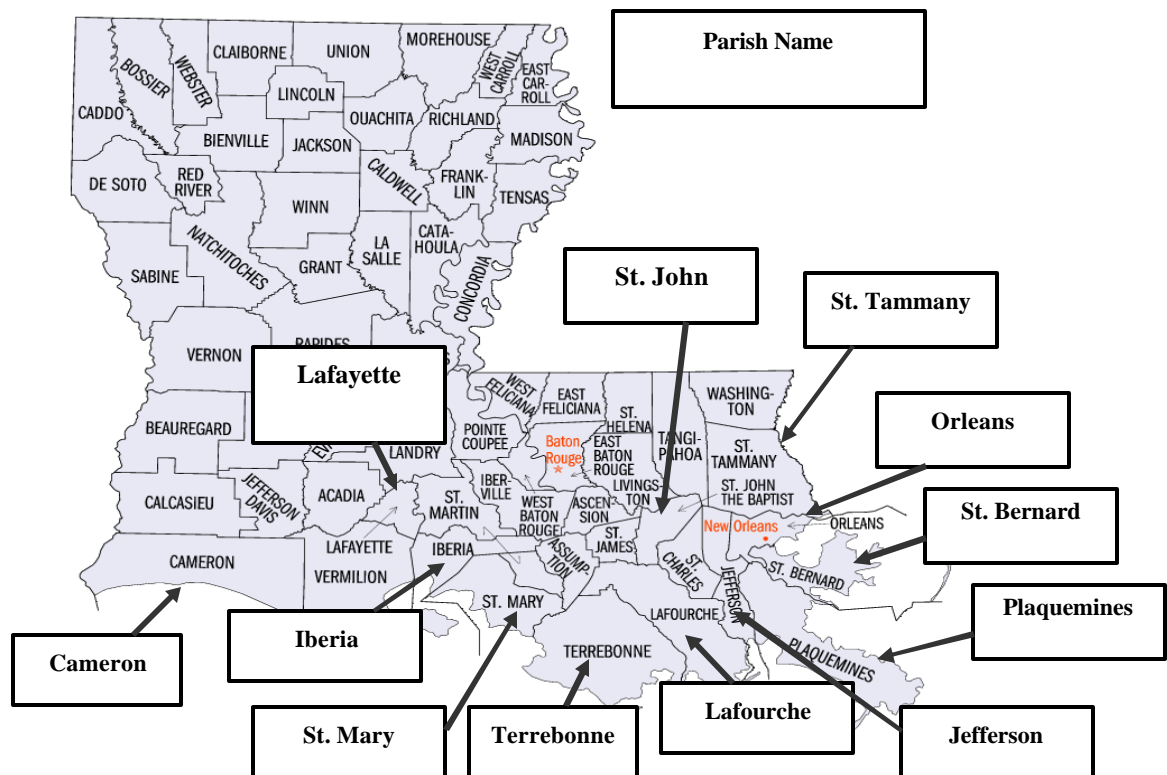 Parish Name
CLAIBORNE
UNION
MOREHOUSE
WEST
CARROLL
EAST
CAR-
ROLL
BOSSIER
WEBSTER
LINCOLN
CADDO
OUACHITA
RICHLAND
BIENVILLE
JACKSON
MADISON
CALDWELL
FRANK-
LIN
DE SOTO
RED
RIVER
WINN
TENSAS
NATCHITOCHES
LA
SALLE
CATA-
HOULA
SABINE
GRANT
CONCORDIA
St. John
St. Tammany
VERNON
RAPIDES
Lafayette
WEST
FELICIANA
EAST
FELICIANA
ST.
HELENA
WASHING-
TON
BEAUREGARD
POINTE
COUPEE
Baton
Rouge
EAST
BATON
ROUGE
TANGI-
PAHOA
ST.
TAMMANY
Orleans
LANDRY
LIVINGS-
TON
CALCASIEU
JEFFERSON
DAVIS
ACADIA
ST.
MARTIN
IBER-
VILLE
WEST
BATON
ROUGE
ASCEN-
SION
ST. JOHN
THE BAPTIST
New Orleans
ORLEANS
St. Bernard
LAFAYETTE
IBERIA
ASSUMP-
TION
ST.
JAMES
ST.
CHARLES
JEFFERSON
ST. BERNARD
CAMERON
VERMILION
ST. MARY
LAFOURCHE
Plaquemines
Iberia
TERREBONNE
PLAQUEMINES
Cameron
St. Mary
Terrebonne
Lafourche
Jefferson